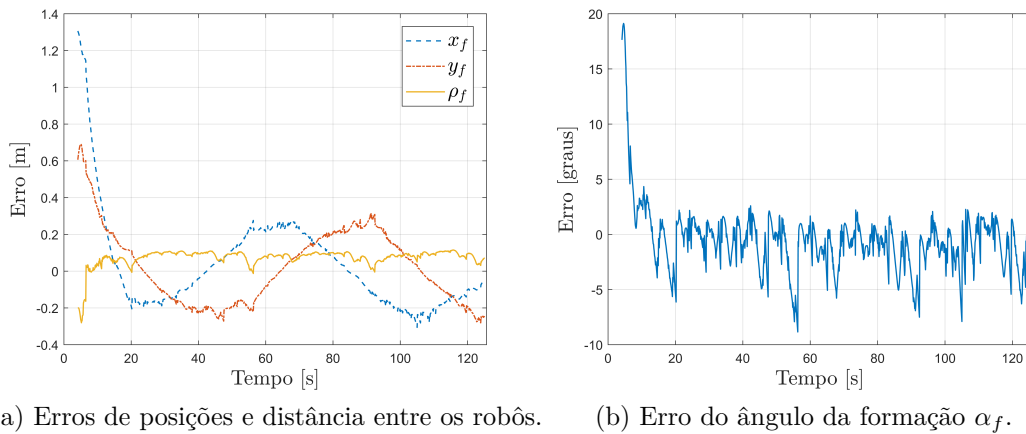 1.4
1.2
1
0.8
0.6
0.4
0.2
0
-0.2
-0.4
Erro [m]
0 20 40 60 80 100 120
Tempo [s]
x_f
y_f
ρ_f
20
15
10
5
0
-5
-10
Erro [graus]
0 20 40 60 80 100 120
Tempo [s]
a) Erros de posições e distância entre os robôs.
(b) Erro do ângulo da formação α_f.